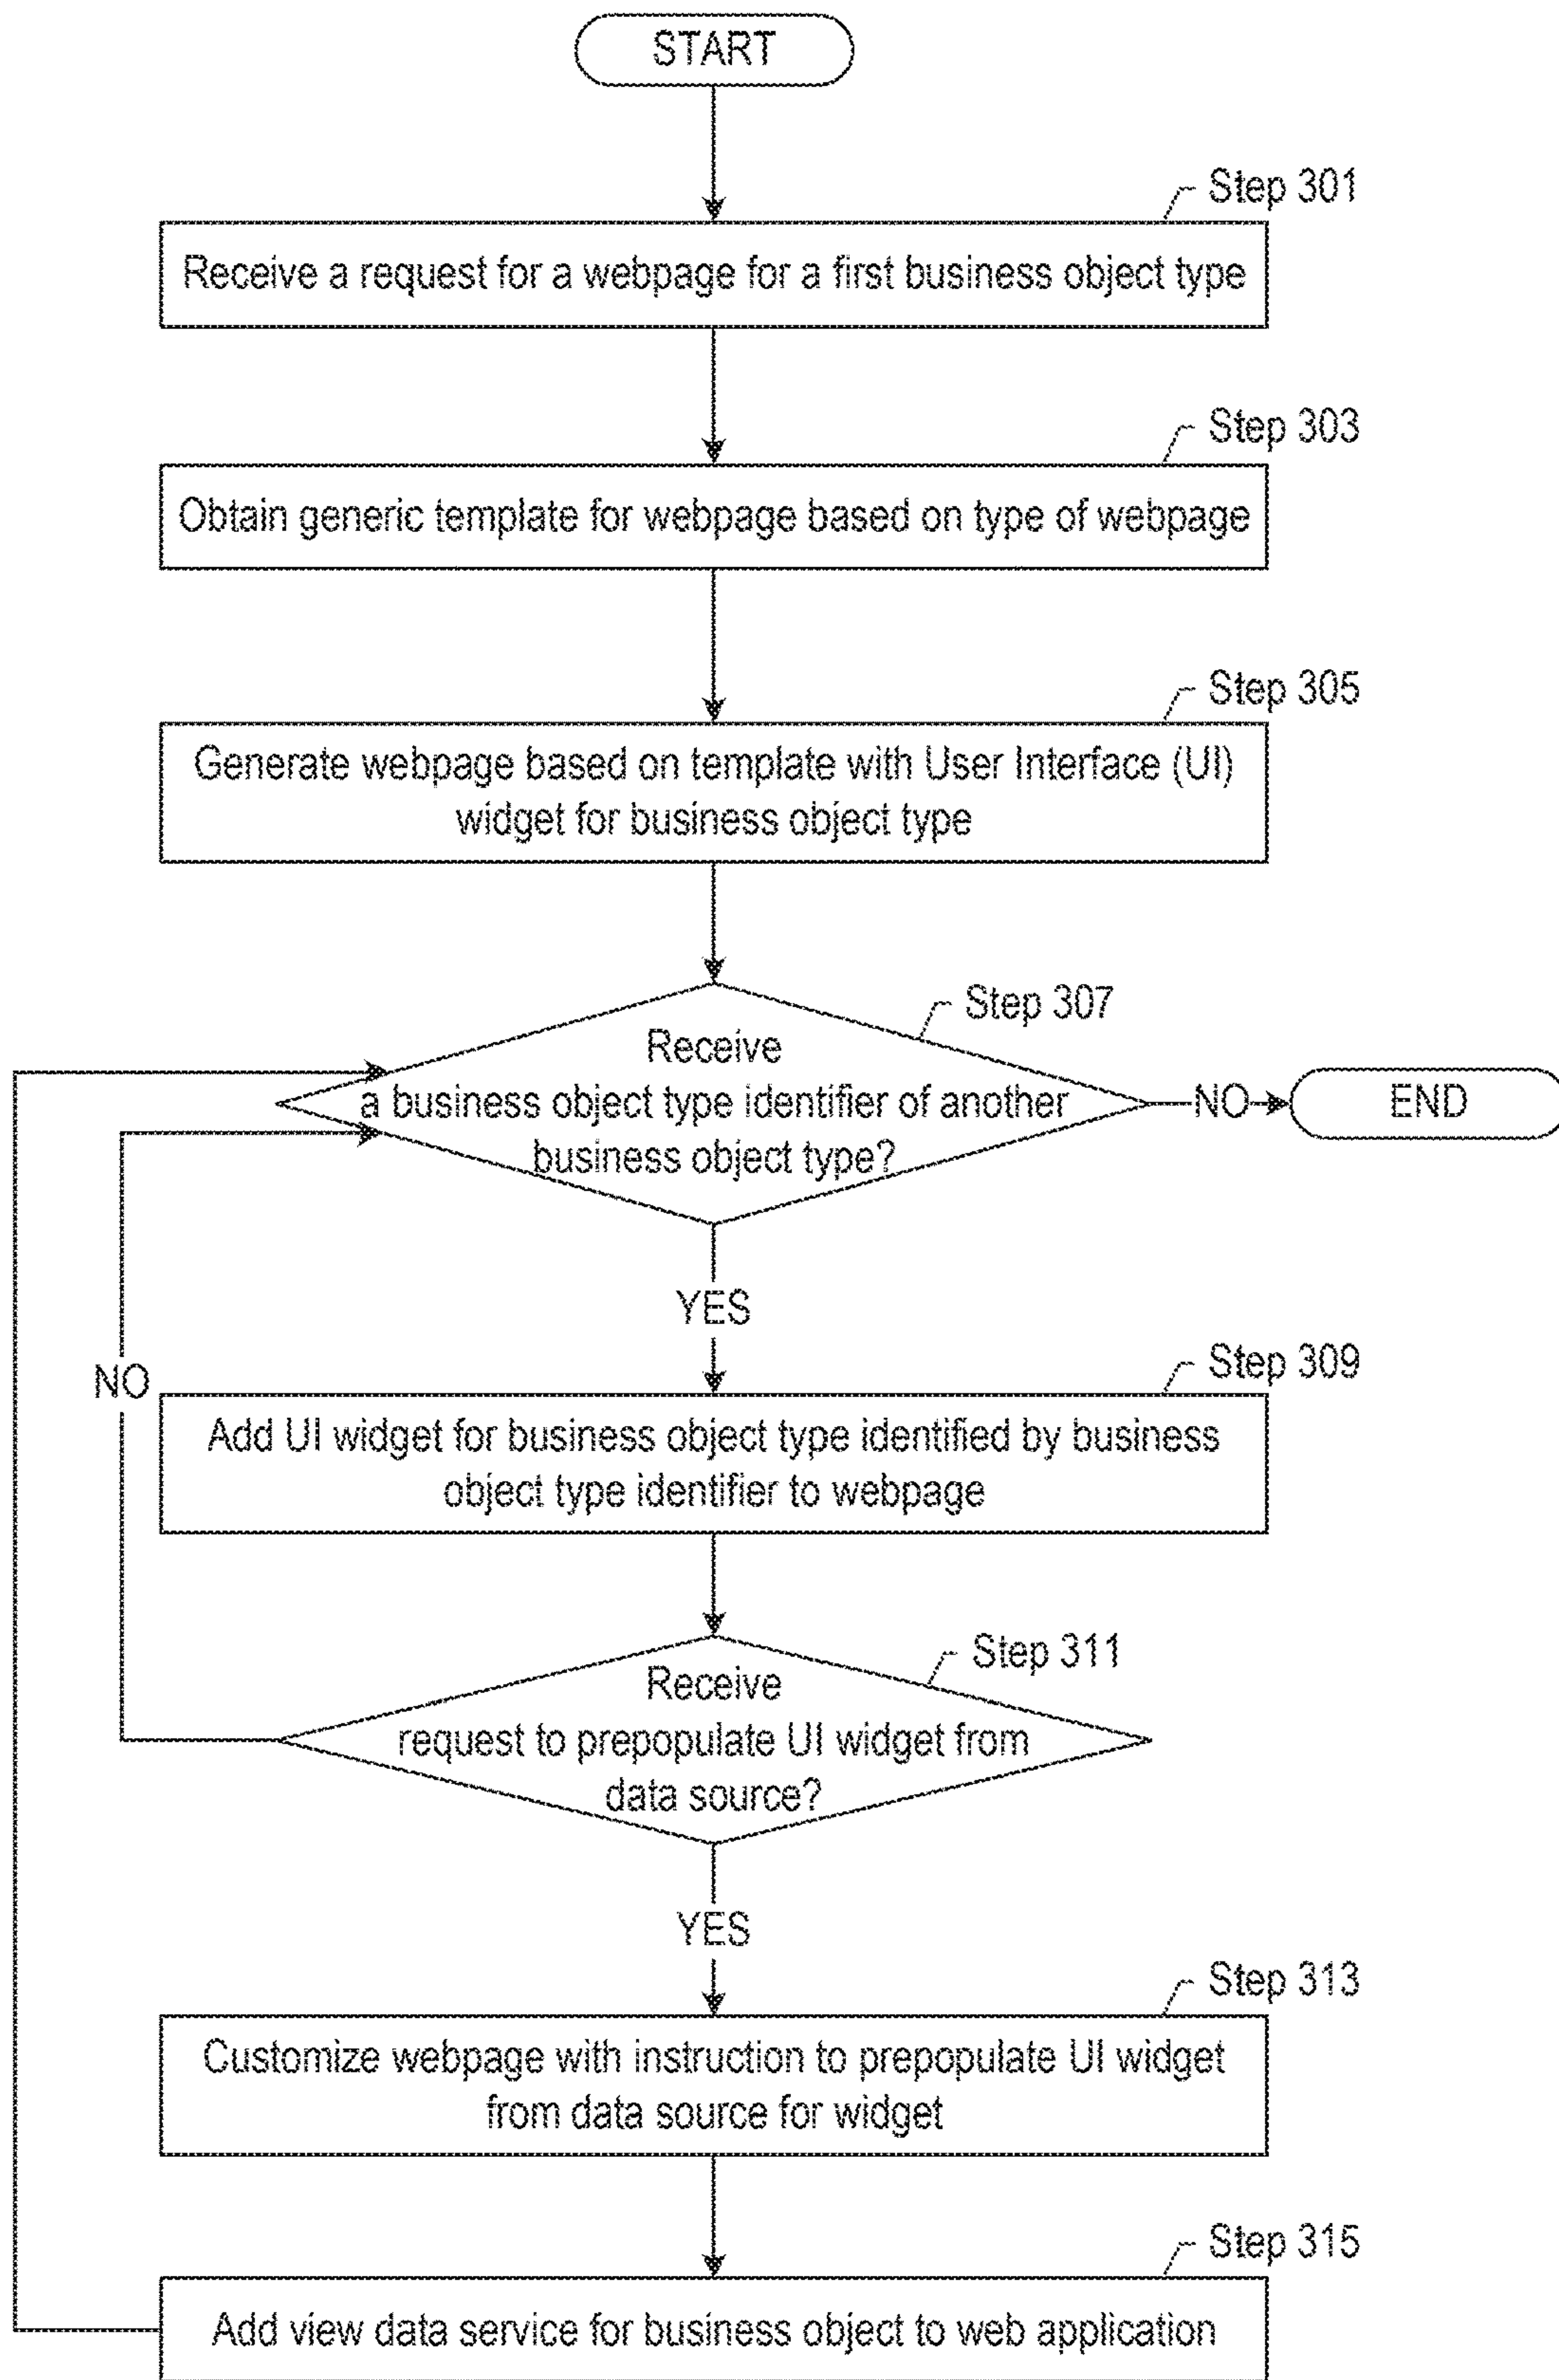 START
Step 301
Receive a request for a webpage for a first business object type
Step 303
Obtain generic template for webpage based on type of webpage
Step 305
Generate webpage based on template with User Interface (UI)
widget for business object type
Step 307
Receive
a business object type identifier of another
business object type?
NO
END
YES
NO
Step 309
Add UI widget for business object type identified by business
object type identifier to webpage
Step 311
Receive
request to prepopulate UI widget from
data source?
YES
Step 313
Customize webpage with instruction to prepopulate UI widget
from data source for widget
Step 315
Add view data service for business object to web application